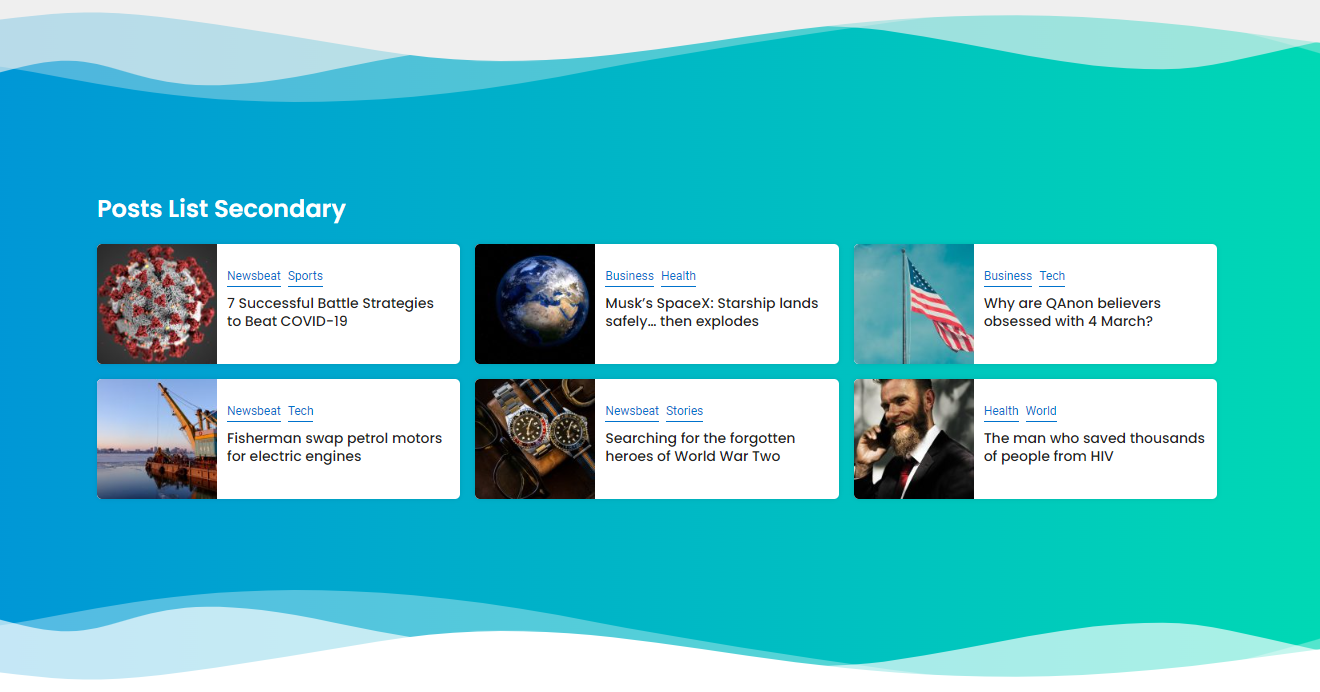 Posts List Secondary
Newsbeat Sports
7 Successful Battle Strategies
to Beat COVID-19
Business Health
Musk’s SpaceX: Starship lands
safely… then explodes
Business Tech
Why are QAnon believers
obsessed with 4 March?
Newsbeat Tech
Fisherman swap petrol motors
for electric engines
Newsbeat Stories
Searching for the forgotten
heroes of World War Two
Health World
The man who saved thousands
of people from HIV